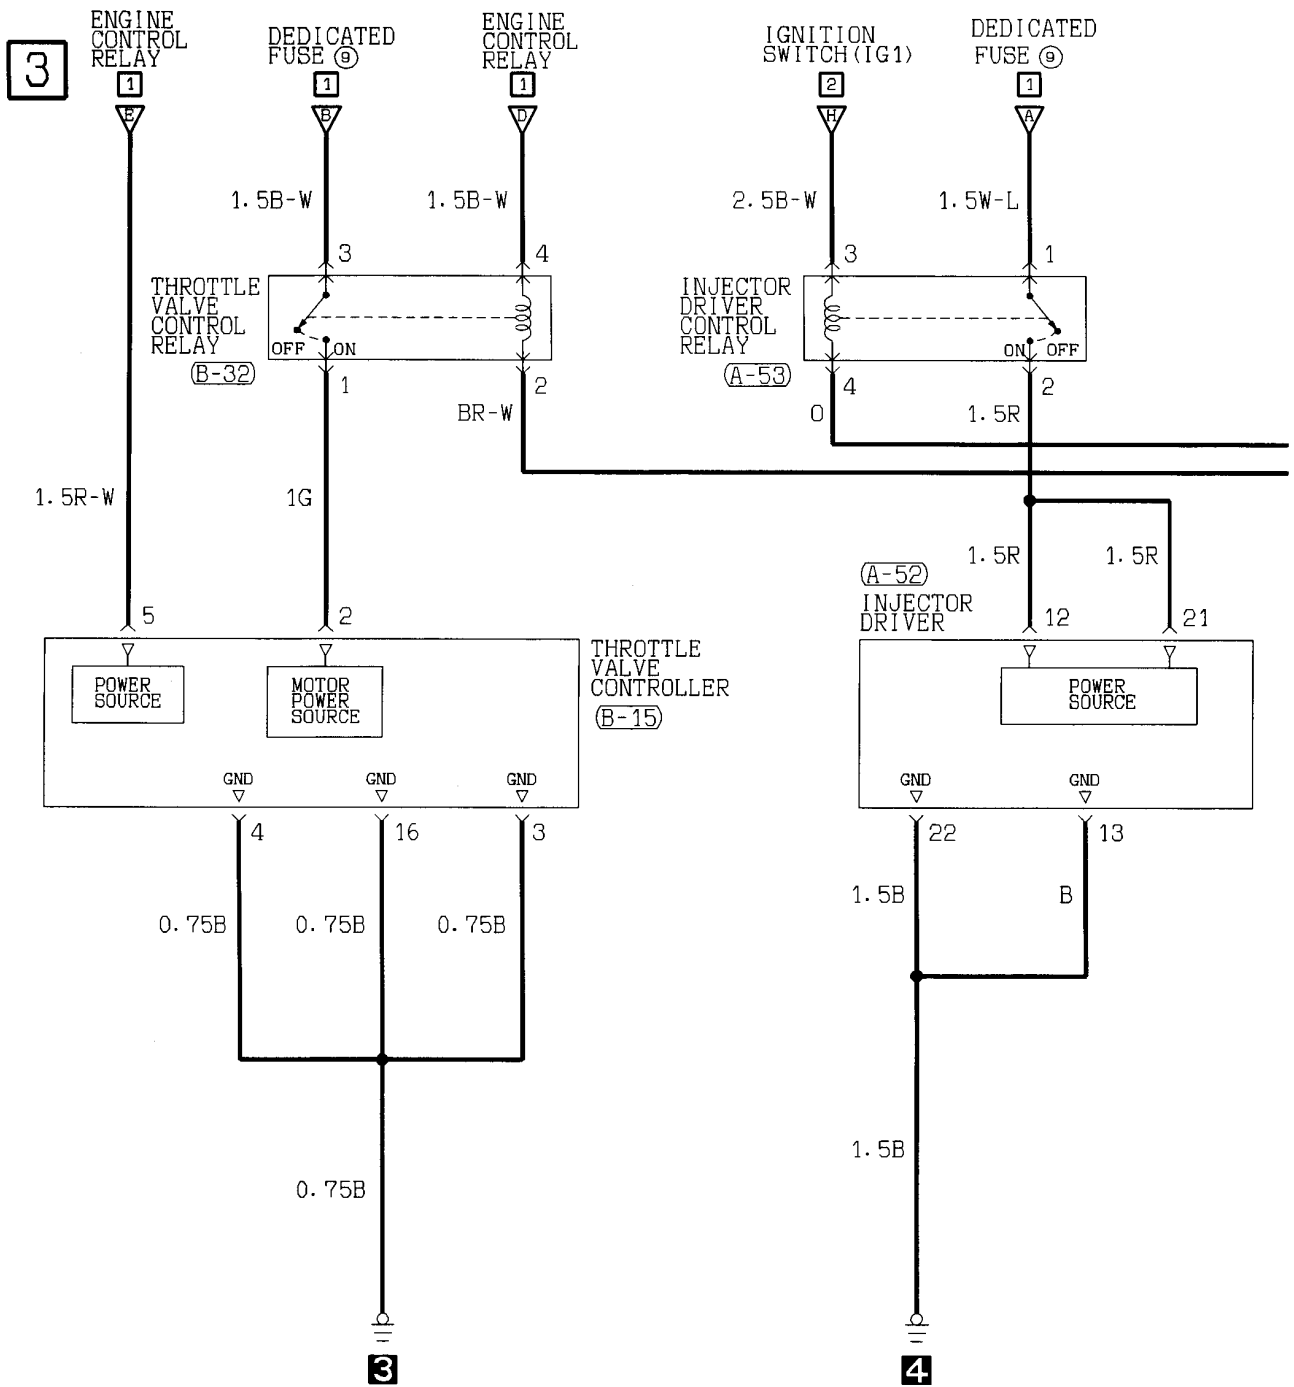 3
ENGINE
CONTROL
RELAY
1
E
DEDICATED
FUSE ⑨
1
B
ENGINE
CONTROL
RELAY
1
D
IGNITION
SWITCH(IG1)
2
H
DEDICATED
FUSE ⑨
1
A
1.5B-W
1.5B-W
2.5B-W
1.5W-L
3
4
3
1
THROTTLE
VALVE
CONTROL
RELAY
B-32
OFF
ON
INJECTOR
DRIVER
CONTROL
RELAY
A-53
ON
OFF
1
2
4
2
BR-W
O
1.5R
1.5R-W
1G
1.5R
1.5R
A-52
INJECTOR
DRIVER
5
2
12
21
THROTTLE
VALVE
CONTROLLER
B-15
POWER
SOURCE
MOTOR
POWER
SOURCE
POWER
SOURCE
GND
GND
GND
GND
GND
4
16
3
22
13
0.75B
0.75B
0.75B
1.5B
B
0.75B
1.5B
3
4